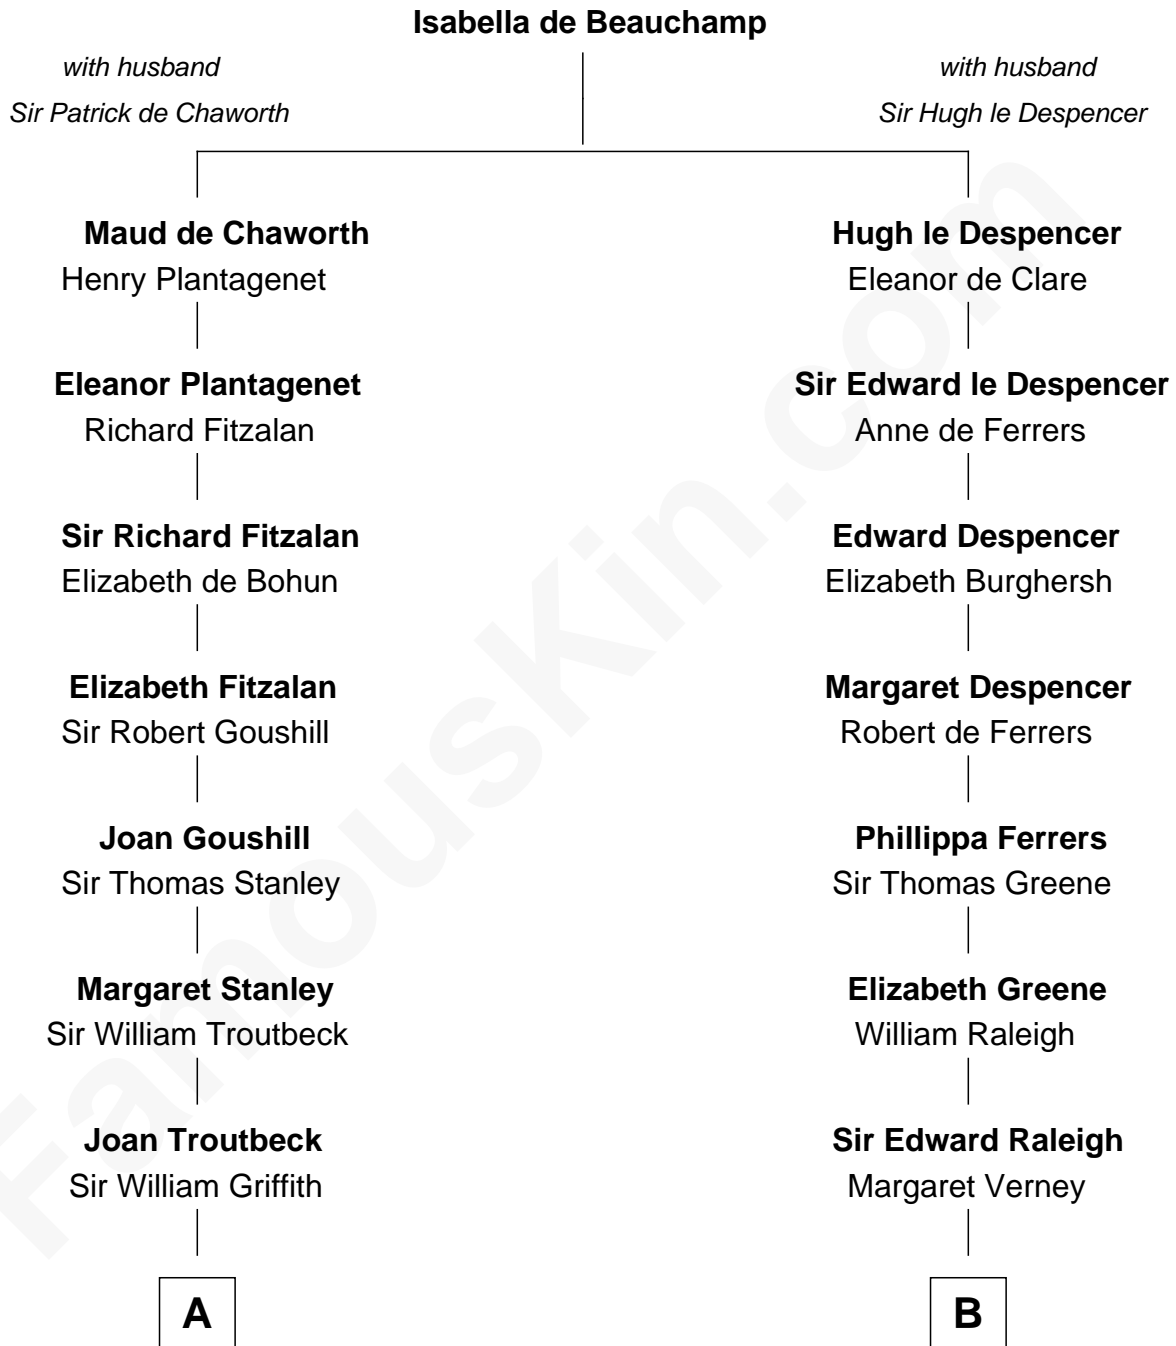 Isabella de Beauchamp
with husband
Sir Patrick de Chaworth
with husband
Sir Hugh le Despencer
Maud de Chaworth
Henry Plantagenet
Hugh le Despencer
Eleanor de Clare
Eleanor Plantagenet
Richard Fitzalan
Sir Edward le Despencer
Anne de Ferrers
Sir Richard Fitzalan
Elizabeth de Bohun
Edward Despencer
Elizabeth Burghersh
Elizabeth Fitzalan
Sir Robert Goushill
Margaret Despencer
Robert de Ferrers
Joan Goushill
Sir Thomas Stanley
Phillippa Ferrers
Sir Thomas Greene
Margaret Stanley
Sir William Troutbeck
Elizabeth Greene
William Raleigh
Joan Troutbeck
Sir William Griffith
Sir Edward Raleigh
Margaret Verney
A
B
FamousKin.com